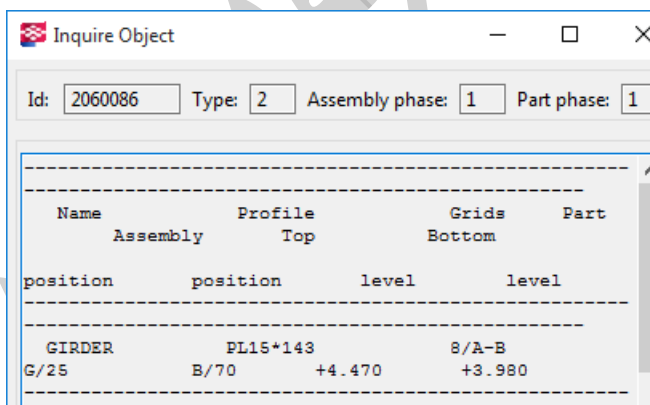 Inquire Object
Id: 2060086 Type: 2 Assembly phase: 1 Part phase: 1
------------------------------------------------------
--------------------------------------------------
Name Profile Grids Part
Assembly Top Bottom
position position level level
------------------------------------------------------
--------------------------------------------------
GIRDER PL15*143 8/A-B
G/25 B/70 +4.470 +3.980
------------------------------------------------------